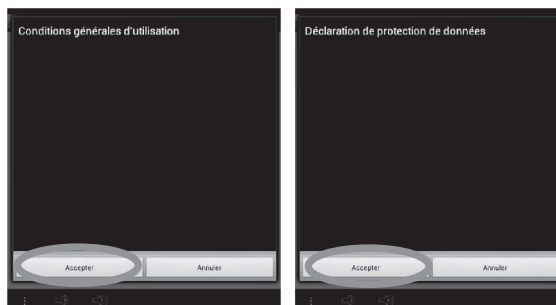 Conditions générales d'utilisation
Accepter
Annuler
Déclaration de protection de données
Accepter
Annuler